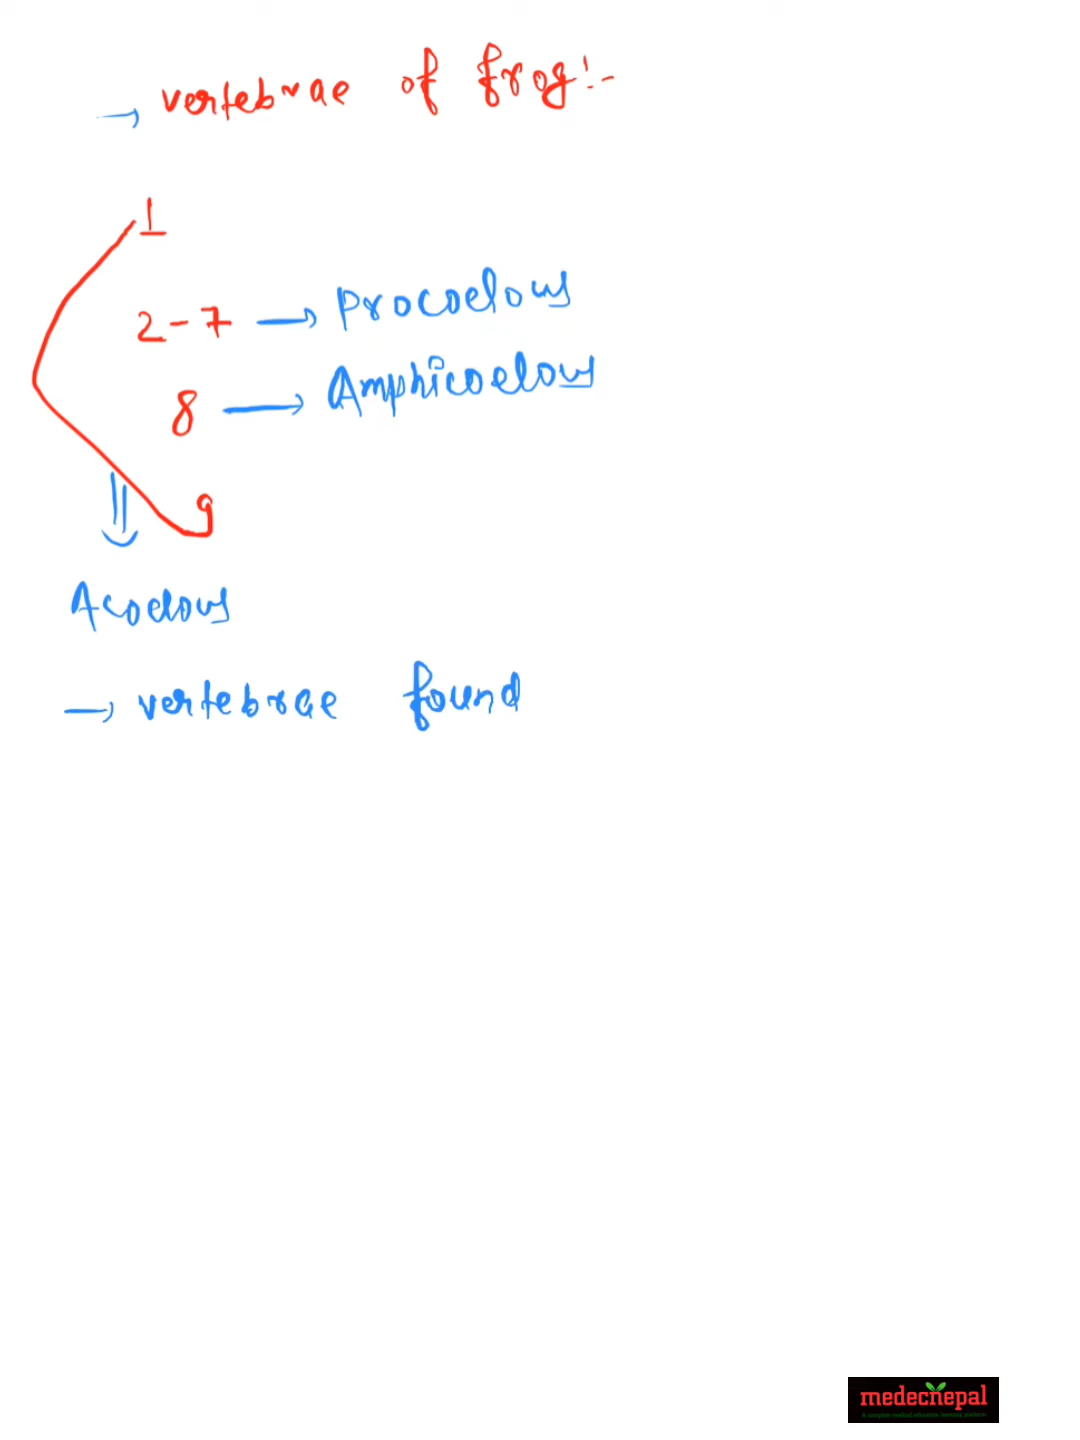 → vertebrae of frog:-
1
2-7 → procoelous
8 → Amphicoelous
9
Acoelous
→ vertebrae found
medecnepal